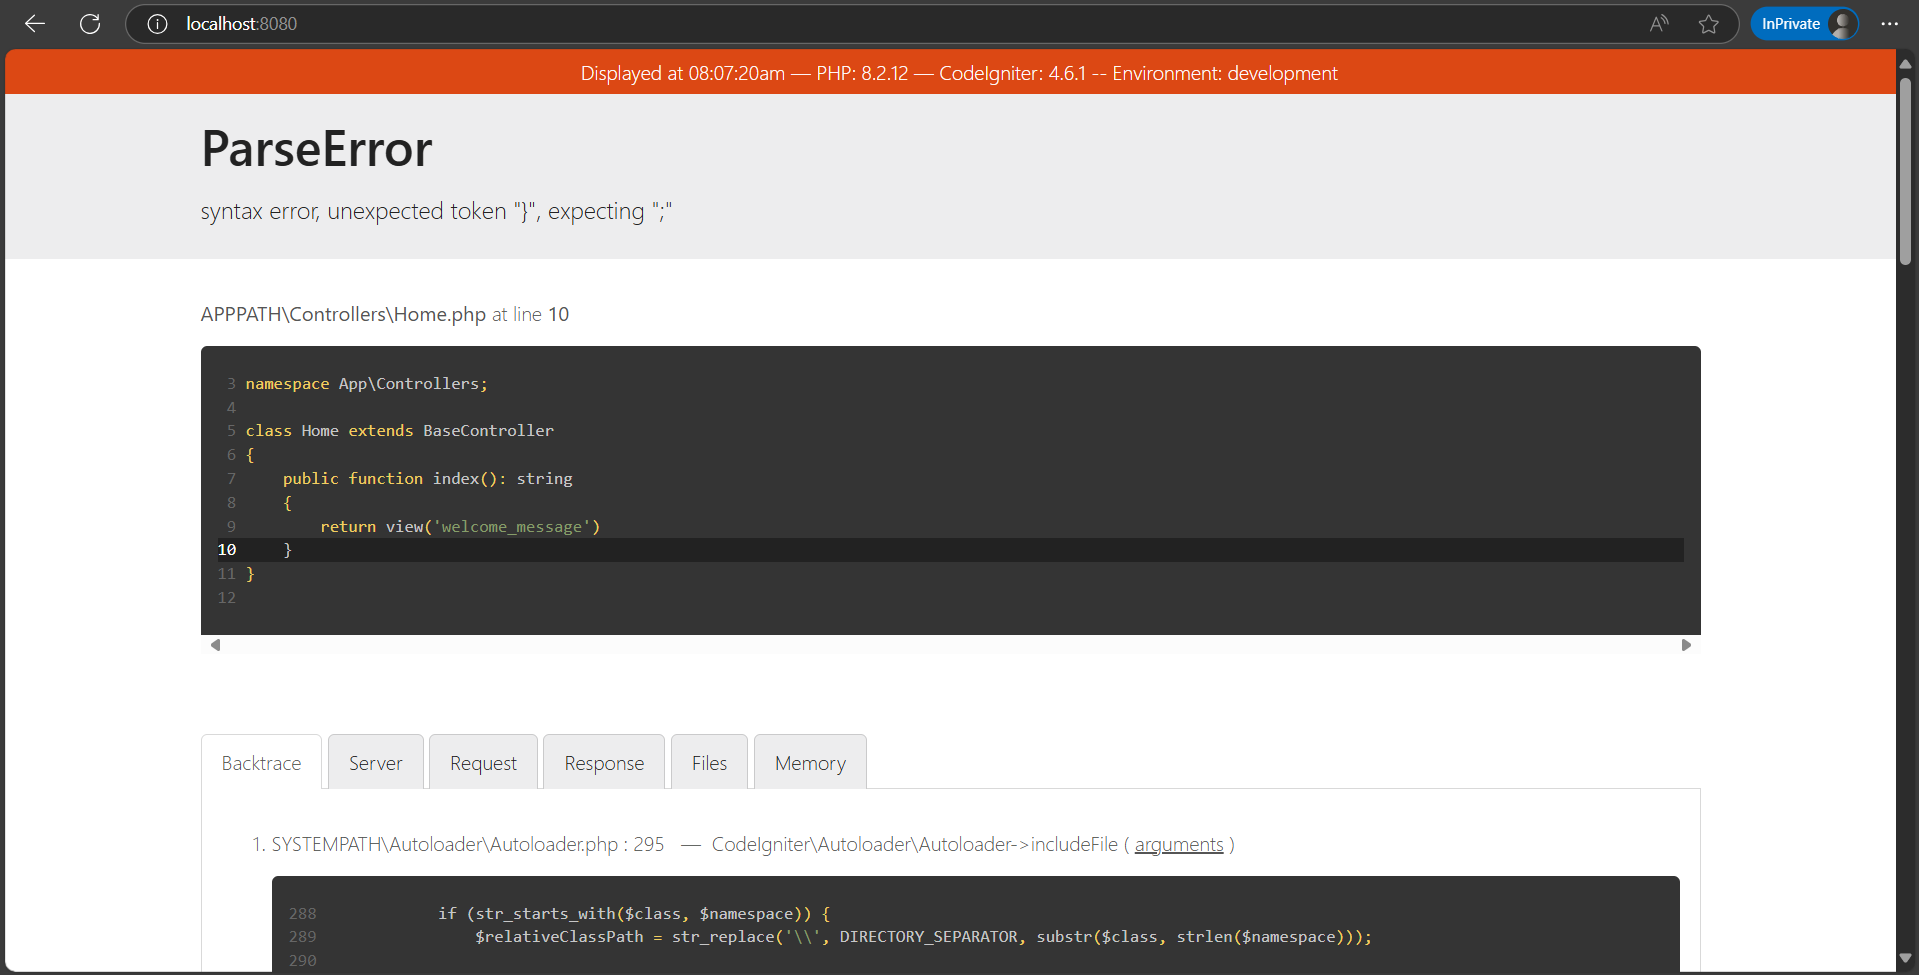 localhost:8080
InPrivate
Displayed at 08:07:20am — PHP: 8.2.12 — CodeIgniter: 4.6.1 -- Environment: development
ParseError
syntax error, unexpected token "}", expecting ";"
APPPATH\Controllers\Home.php at line 10
3 namespace App\Controllers;
4
5 class Home extends BaseController
6 {
7     public function index(): string
8     {
9         return view('welcome_message')
10     }
11 }
12
Backtrace Server Request Response Files Memory
1. SYSTEMPATH\Autoloader\Autoloader.php : 295 — CodeIgniter\Autoloader\Autoloader->includeFile ( arguments )
288             if (str_starts_with($class, $namespace)) {
289                 $relativeClassPath = str_replace('\\', DIRECTORY_SEPARATOR, substr($class, strlen($namespace)));
290